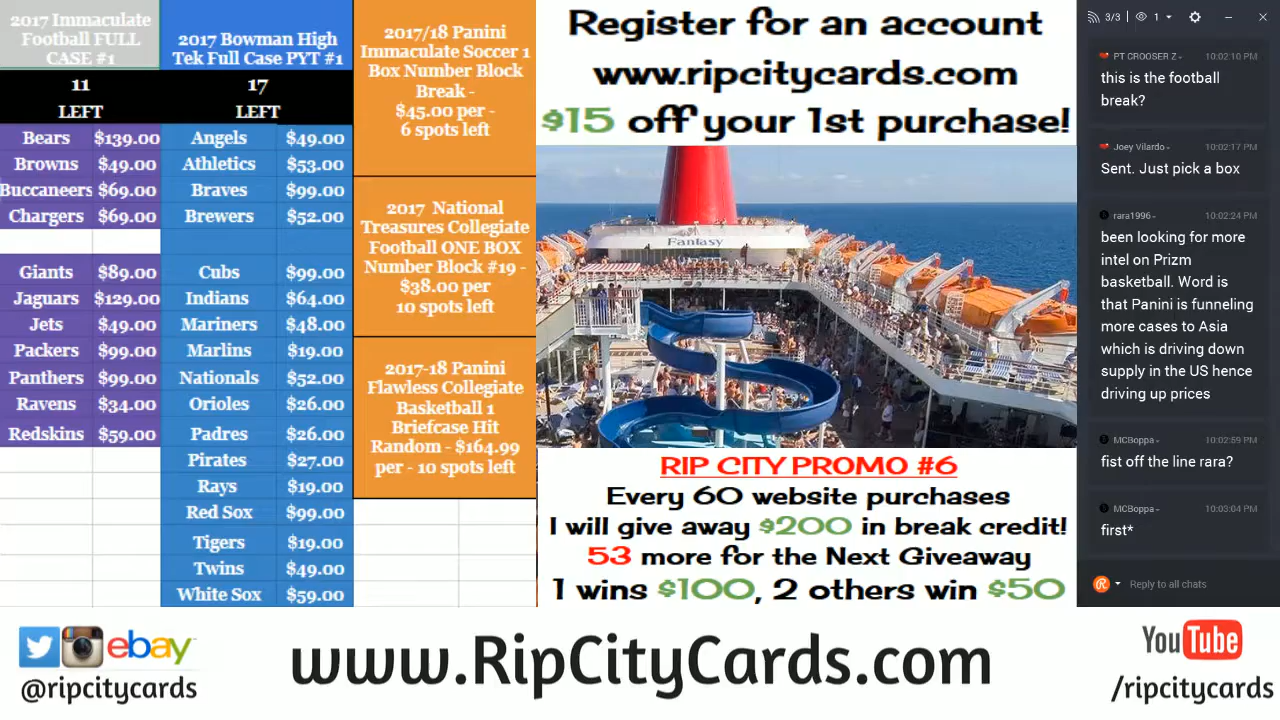 2017 Immaculate
Football FULL
CASE #1
11
LEFT
Bears $139.00
Browns $49.00
Buccaneers $69.00
Chargers $69.00
Giants $89.00
Jaguars $129.00
Jets $49.00
Packers $99.00
Panthers $99.00
Ravens $34.00
Redskins $59.00
2017 Bowman High
Tek Full Case PYT #1
17
LEFT
Angels $49.00
Athletics $53.00
Braves $99.00
Brewers $52.00
Cubs $99.00
Indians $64.00
Mariners $48.00
Marlins $19.00
Nationals $52.00
Orioles $26.00
Padres $26.00
Pirates $27.00
Rays $19.00
Red Sox $99.00
Tigers $19.00
Twins $49.00
White Sox $59.00
2017/18 Panini
Immaculate Soccer 1
Box Number Block
Break -
$45.00 per -
6 spots left
2017 National
Treasures Collegiate
Football ONE BOX
Number Block #19 -
$38.00 per
10 spots left
2017-18 Panini
Flawless Collegiate
Basketball 1
Briefcase Hit
Random - $164.99
per - 10 spots left
Register for an account
www.ripcitycards.com
$15 off your 1st purchase!
Fantasy
RIP CITY PROMO #6
Every 60 website purchases
I will give away $200 in break credit!
53 more for the Next Giveaway
1 wins $100, 2 others win $50
3/3 1
PT CROOSER Z 10:02:10 PM
this is the football
break?
Joey Vilardo 10:02:17 PM
Sent. Just pick a box
rara1996 10:02:24 PM
been looking for more
intel on Prizm
basketball. Word is
that Panini is funneling
more cases to Asia
which is driving down
supply in the US hence
driving up prices
MCBoppa 10:02:59 PM
fist off the line rara?
MCBoppa 10:03:04 PM
first*
Reply to all chats
ebay
@ripcitycards
www.RipCityCards.com
YouTube
/ripcitycards